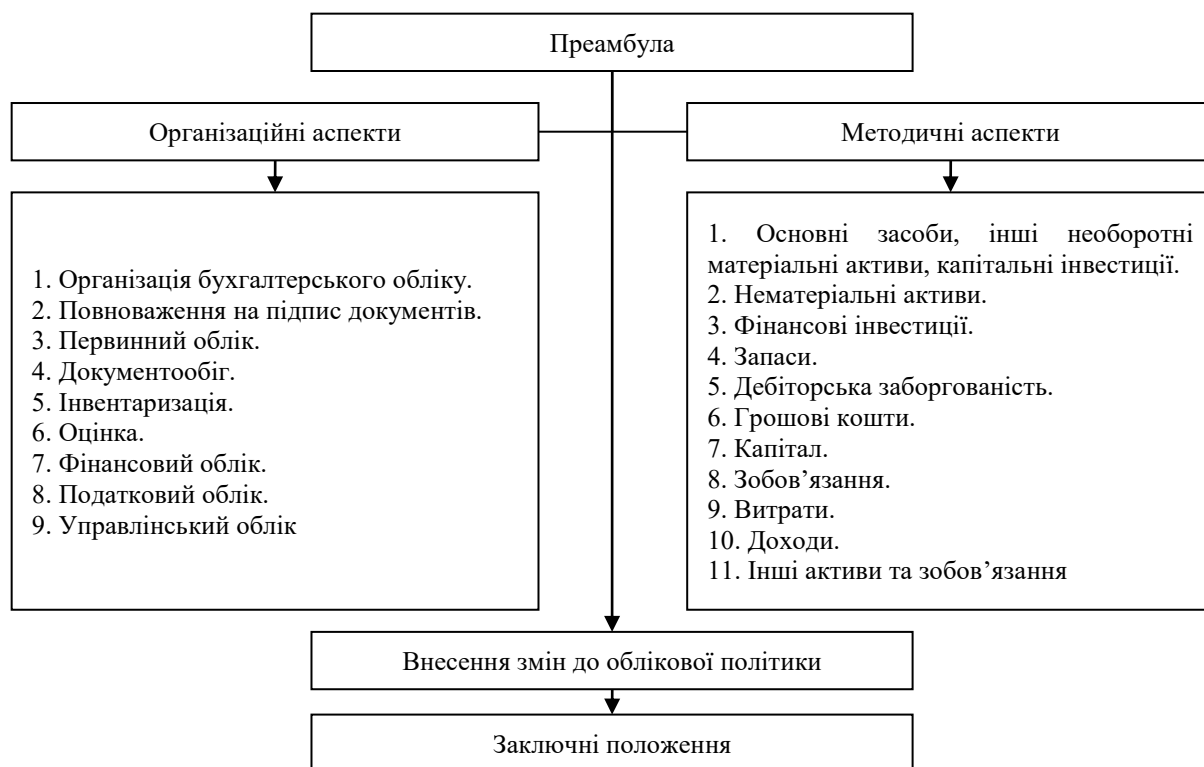 Преамбула
Організаційні аспекти
Методичні аспекти
1. Організація бухгалтерського обліку.
2. Повноваження на підпис документів.
3. Первинний облік.
4. Документообіг.
5. Інвентаризація.
6. Оцінка.
7. Фінансовий облік.
8. Податковий облік.
9. Управлінський облік
1. Основні засоби, інші необоротні
матеріальні активи, капітальні інвестиції.
2. Нематеріальні активи.
3. Фінансові інвестиції.
4. Запаси.
5. Дебіторська заборгованість.
6. Грошові кошти.
7. Капітал.
8. Зобов’язання.
9. Витрати.
10. Доходи.
11. Інші активи та зобов’язання
Внесення змін до облікової політики
Заключні положення